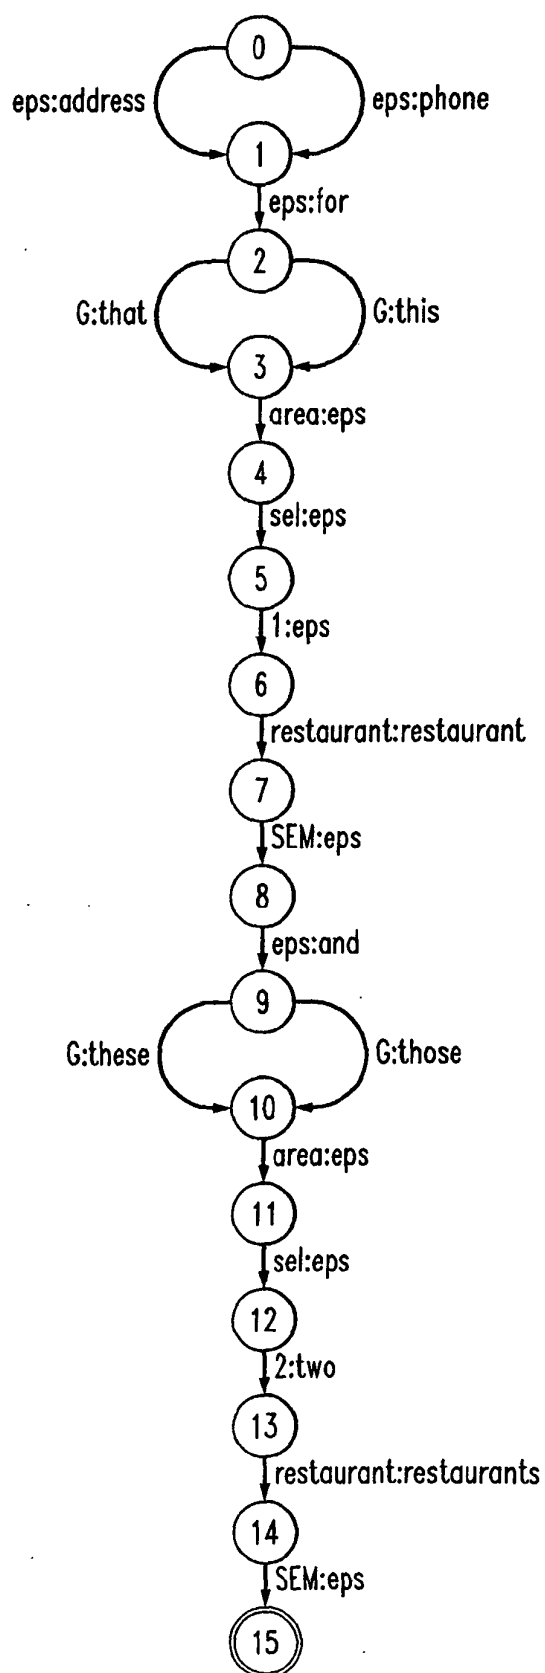 0
eps:address eps:phone
1
eps:for
2
G:that G:this
3
area:eps
4
sel:eps
5
1:eps
6
restaurant:restaurant
7
SEM:eps
8
eps:and
9
G:these G:those
10
area:eps
11
sel:eps
12
2:two
13
restaurant:restaurants
14
SEM:eps
15